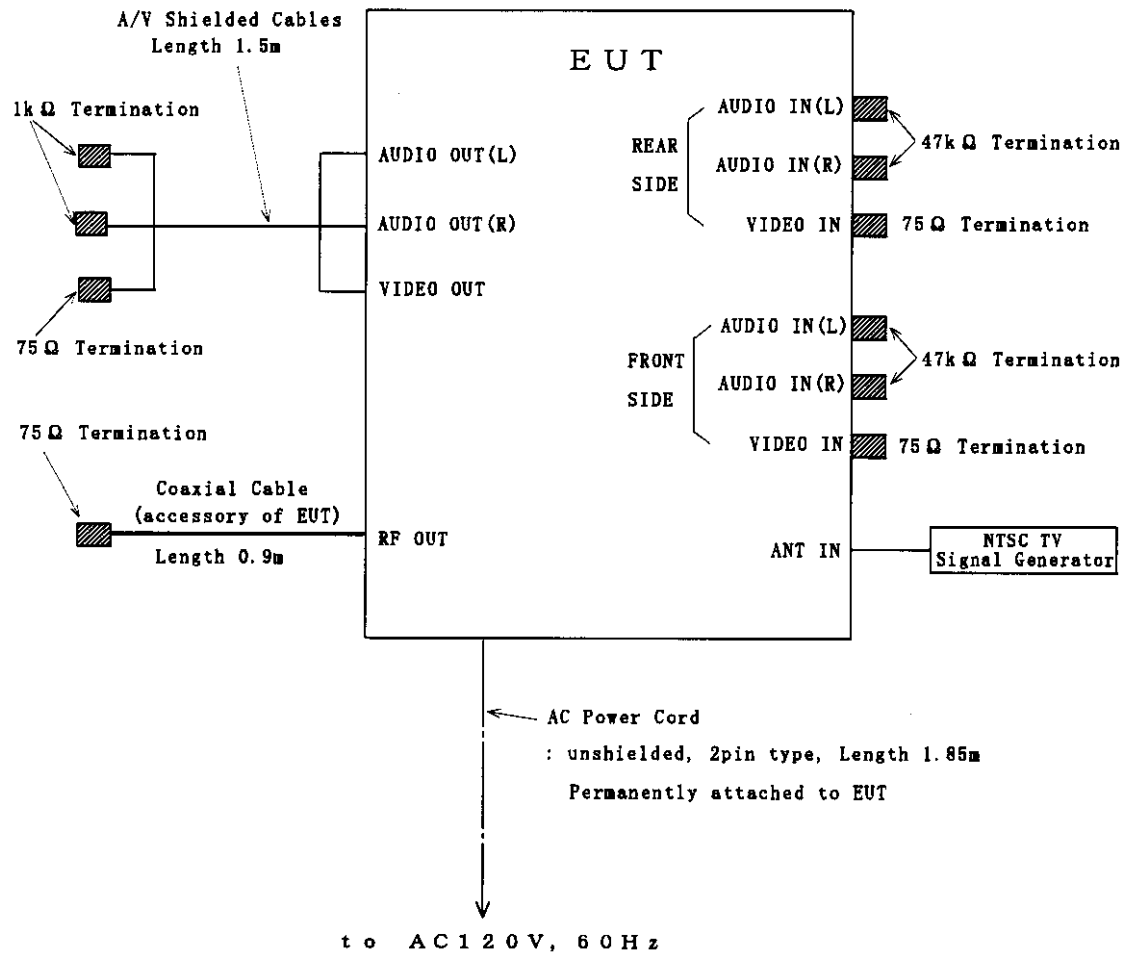 A/V Shielded Cables
Length 1.5m
EUT
1kΩ Termination
75Ω Termination
AUDIO OUT(L)
AUDIO OUT(R)
VIDEO OUT
REAR
SIDE
AUDIO IN(L)
AUDIO IN(R)
VIDEO IN
47kΩ Termination
75Ω Termination
FRONT
SIDE
AUDIO IN(L)
AUDIO IN(R)
VIDEO IN
47kΩ Termination
75Ω Termination
75Ω Termination
Coaxial Cable
(accessory of EUT)
Length 0.9m
RF OUT
ANT IN
NTSC TV
Signal Generator
AC Power Cord
: unshielded, 2pin type, Length 1.85m
Permanently attached to EUT
to AC120V, 60Hz